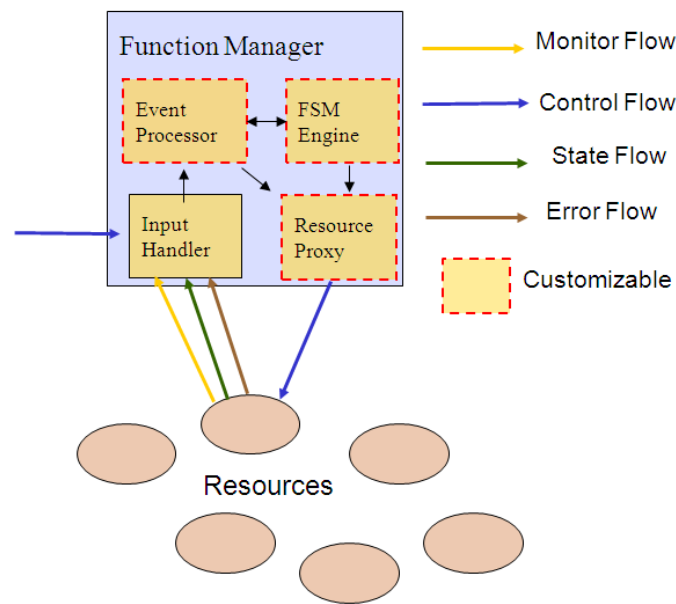 Function Manager
Event
Processor
FSM
Engine
Input
Handler
Resource
Proxy
Monitor Flow
Control Flow
State Flow
Error Flow
Customizable
Resources